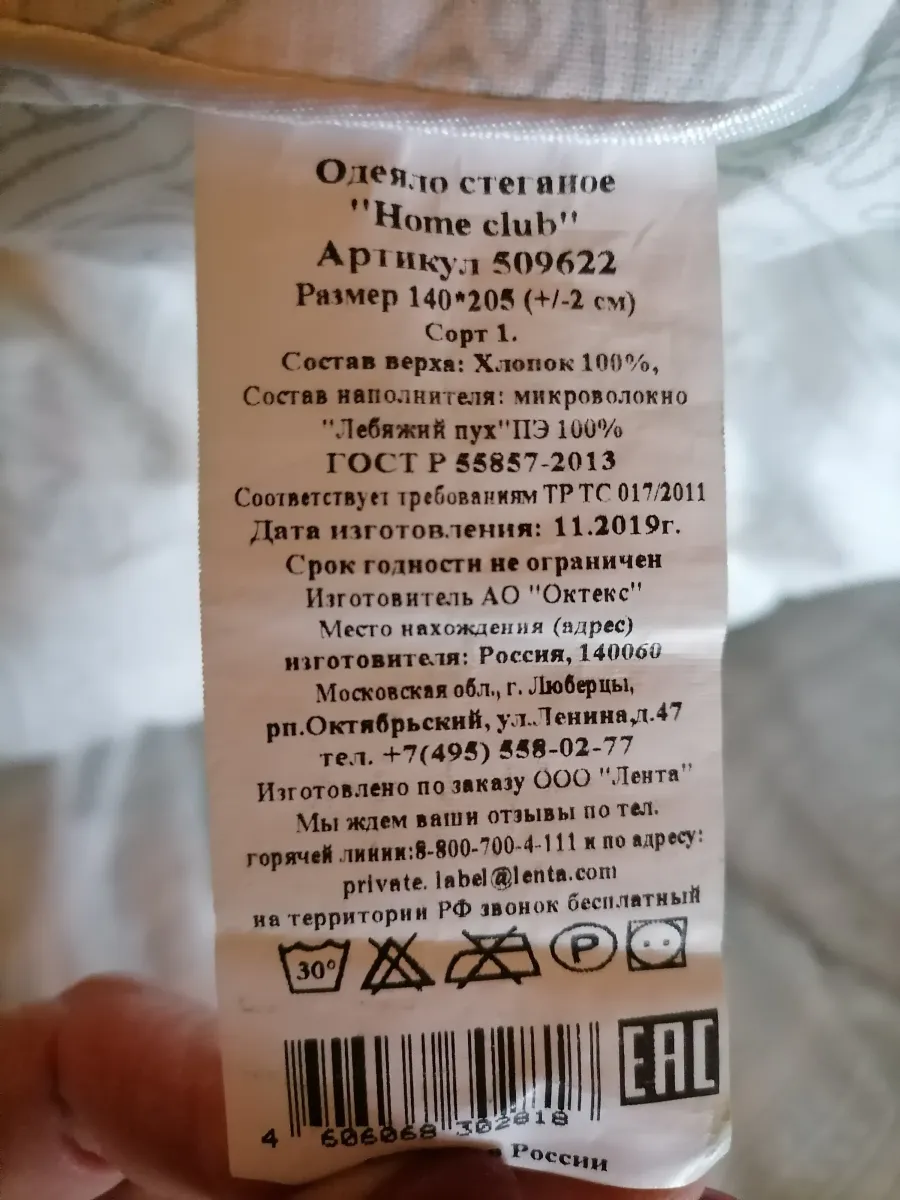 Одеяло стеганое
"Home club"
Артикул 509622
Размер 140*205 (+/-2 см)
Сорт 1.
Состав верха: Хлопок 100%,
Состав наполнителя: микроволокно
"Лебяжий пух"ПЭ 100%
ГОСТ Р 55857-2013
Соответствует требованиям ТР ТС 017/2011
Дата изготовления: 11.2019г.
Срок годности не ограничен
Изготовитель АО "Октекс"
Место нахождения (адрес)
изготовителя: Россия, 140060
Московская обл., г. Люберцы,
рп.Октябрьский, ул.Ленина,д.47
тел. +7(495) 558-02-77
Изготовлено по заказу ООО "Лента"
Мы ждем ваши отзывы по тел.
горячей линии:8-800-700-4-111 и по адресу:
private. label@lenta.com
на территории РФ звонок бесплатный
30° P
EAC
4 606068 302818
в России